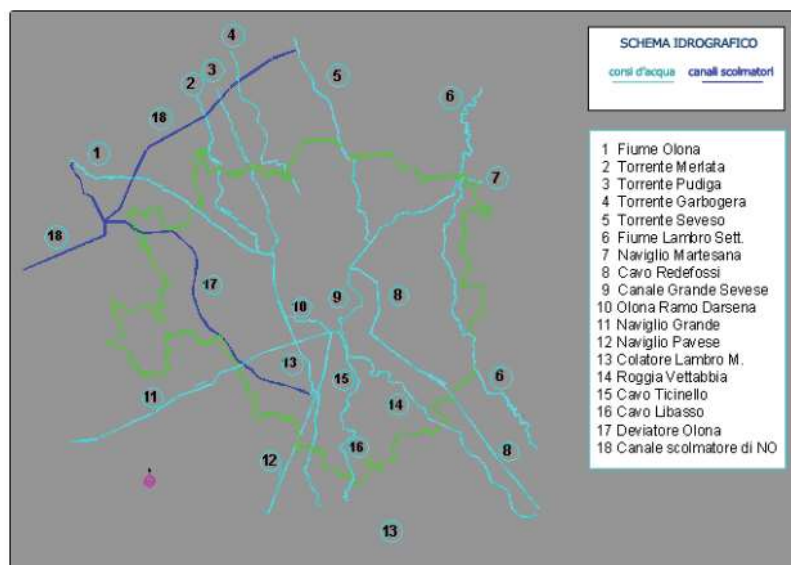 SCHEMA IDROGRAFICO
corsi d'acqua canali scolmatori
4
2 3
5
6
18
1
7
18
17
10
9
8
13
15
6
11
14
16
12
8
13
1 Fiume Olona
2 Torrente Merlata
3 Torrente Pudiga
4 Torrente Garbogera
5 Torrente Seveso
6 Fiume Lambro Sett.
7 Naviglio Martesana
8 Cavo Redefossi
9 Canale Grande Sevese
10 Olona Ramo Darsena
11 Naviglio Grande
12 Naviglio Pavese
13 Colatore Lambro M.
14 Roggia Vettabbia
15 Cavo Ticinello
16 Cavo Libasso
17 Deviatore Olona
18 Canale scolmatore di NO